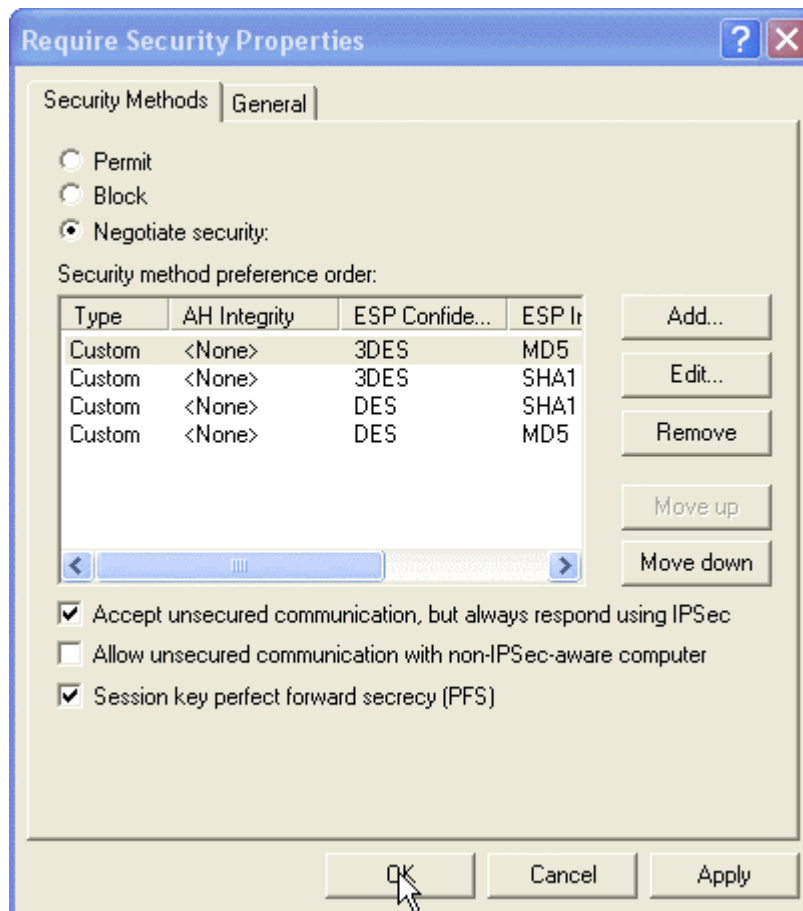 Require Security Properties
Security Methods General
Permit
Block
Negotiate security:
Security method preference order:
Type AH Integrity ESP Confide... ESP In
Custom <None> 3DES MD5
Custom <None> 3DES SHA1
Custom <None> DES SHA1
Custom <None> DES MD5
Add...
Edit...
Remove
Move up
Move down
Accept unsecured communication, but always respond using IPSec
Allow unsecured communication with non-IPSec-aware computer
Session key perfect forward secrecy (PFS)
OK Cancel Apply